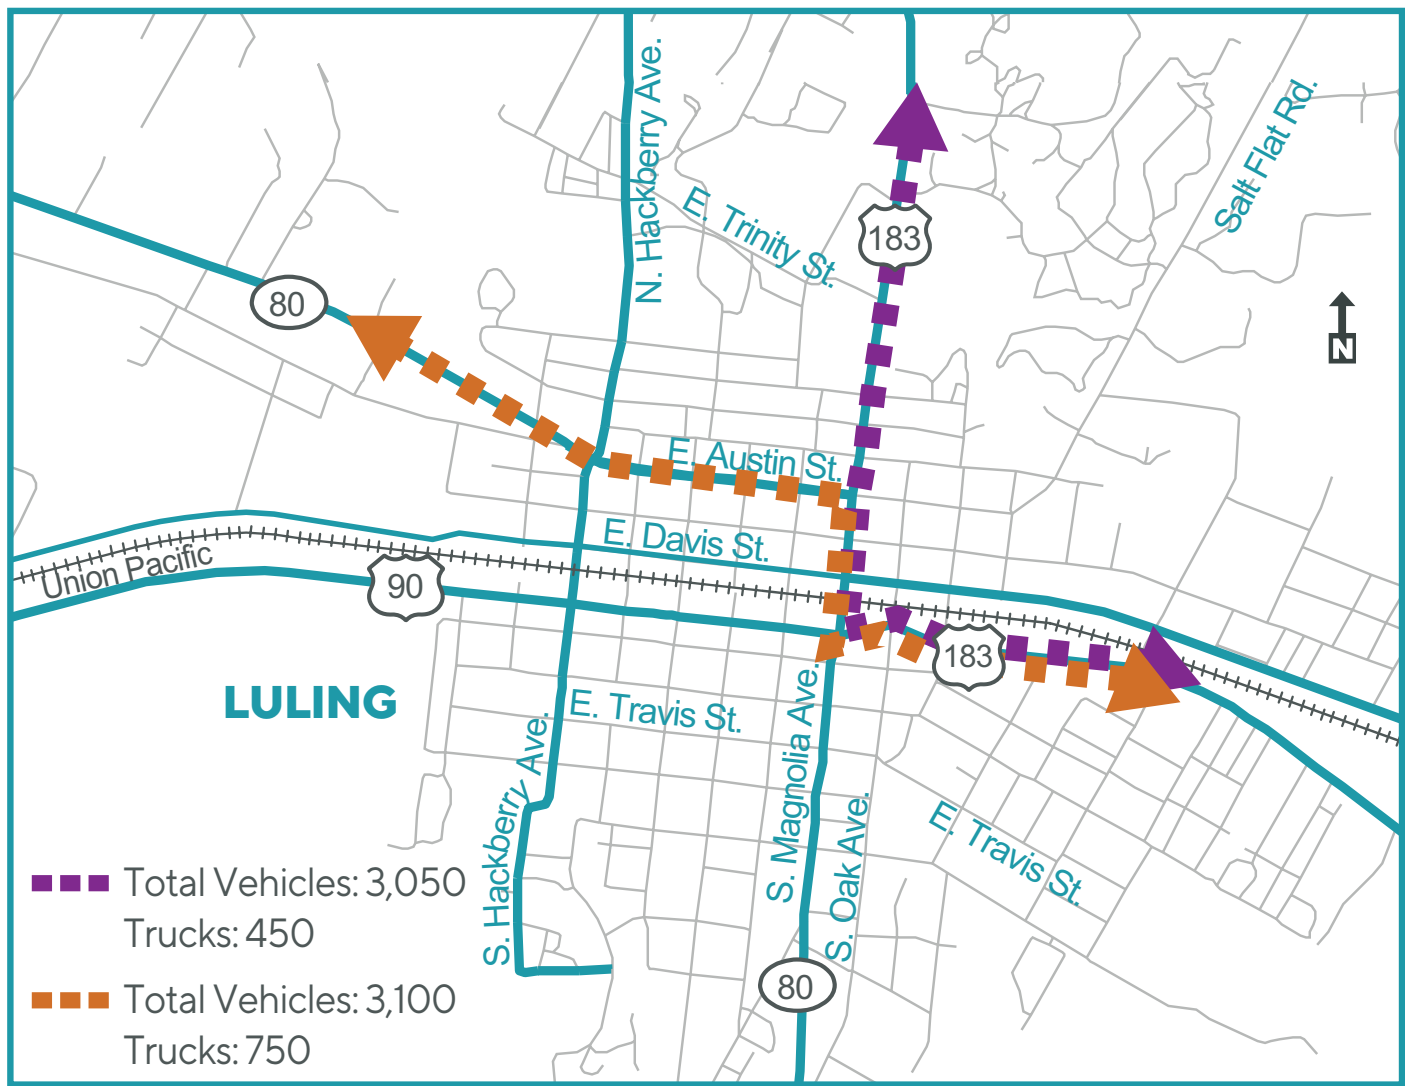 N. Hackberry Ave.
Salt Flat Rd.
E. Trinity St.
183
80
N
E. Austin St.
E. Davis St.
Union Pacific
90
183
LULING
E. Travis St.
S. Hackberry Ave.
S. Magnolia Ave.
S. Oak Ave.
E. Travis St.
Total Vehicles: 3,050
Trucks: 450
80
Total Vehicles: 3,100
Trucks: 750